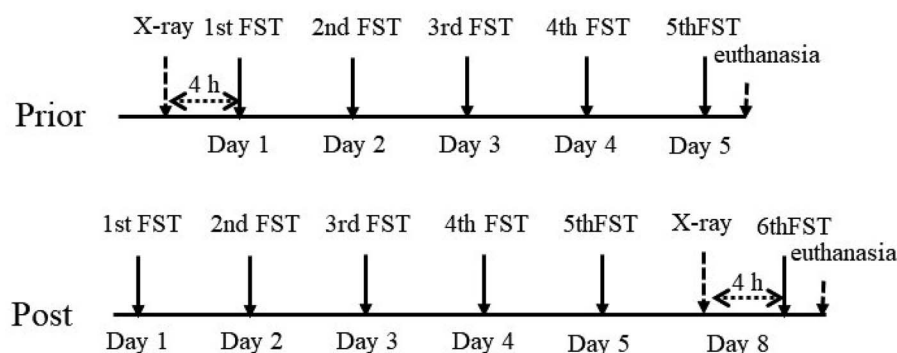 X-ray 1st FST 2nd FST 3rd FST 4th FST 5thFST
euthanasia
4 h
Prior
Day 1 Day 2 Day 3 Day 4 Day 5
1st FST 2nd FST 3rd FST 4th FST 5thFST X-ray 6thFST
euthanasia
4 h
Post
Day 1 Day 2 Day 3 Day 4 Day 5 Day 8